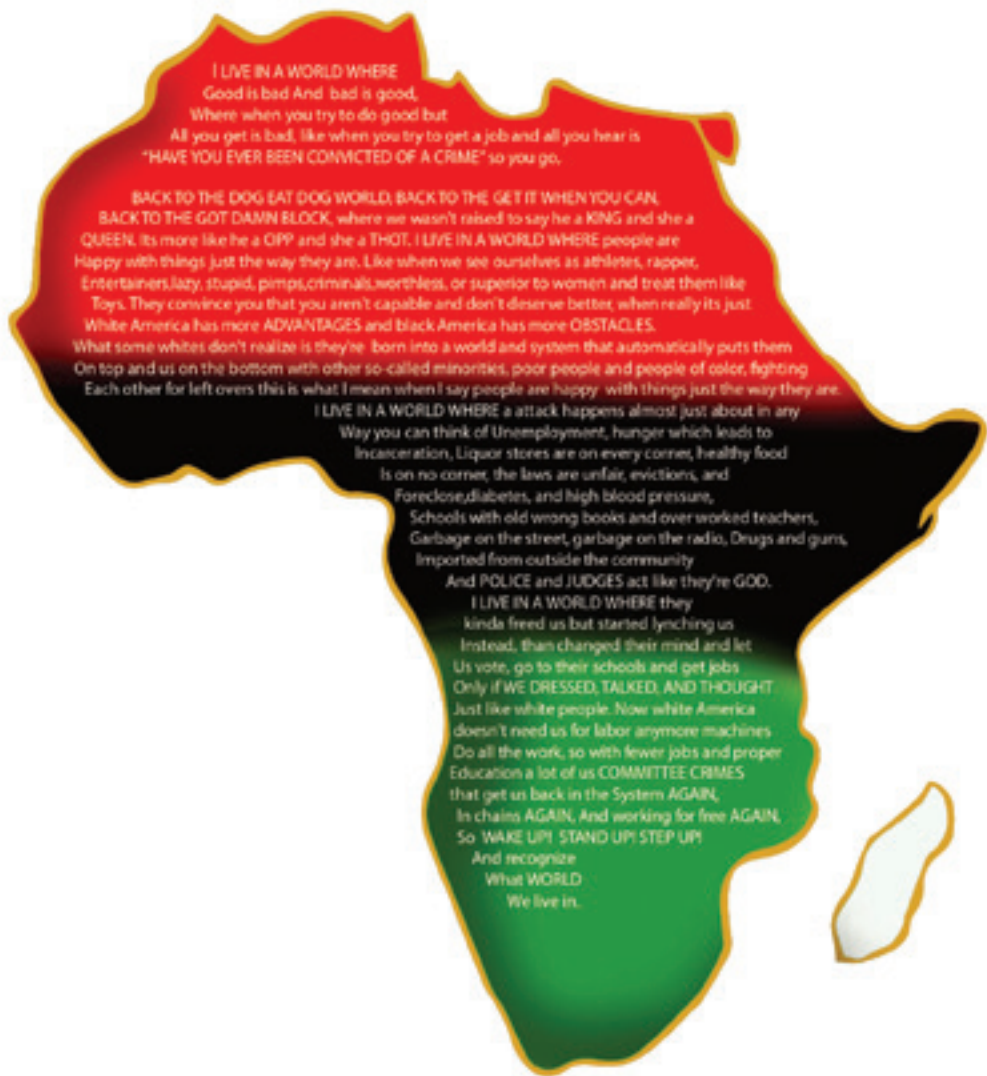 I LIVE IN A WORLD WHERE
Good is bad And bad is good,
Where when you try to do good but
All you get is bad, like when you try to get a job and all you hear is
"HAVE YOU EVER BEEN CONVICTED OF A CRIME" so you go.
BACK TO THE DOG EAT DOG WORLD, BACK TO THE GET IT WHEN YOU CAN,
BACK TO THE GOT DAMN BLOCK, where we wasn't raised to say he a KING and she a
QUEEN. Its more like he a OPP and she a THOT. I LIVE IN A WORLD WHERE people are
Happy with things just the way they are. Like when we see ourselves as athletes, rapper,
Entertainers,lazy, stupid, pimps,criminals,worthless, or superior to women and treat them like
Toys. They convince you that you aren't capable and don't deserve better, when really its just
White America has more ADVANTAGES and black America has more OBSTACLES.
What some whites don't realize is they're born into a world and system that automatically puts them
On top and us on the bottom with other so-called minorities, poor people and people of color, fighting
Each other for left overs this is what I mean when I say people are happy with things just the way they are.
I LIVE IN A WORLD WHERE a attack happens almost just about in any
Way you can think of Unemployment, hunger which leads to
Incarceration, Liquor stores are on every corner, healthy food
Is on no corner, the laws are unfair, evictions, and
Foreclose,diabetes, and high blood pressure,
Schools with old wrong books and over worked teachers,
Garbage on the street, garbage on the radio, Drugs and guns,
Imported from outside the community
And POLICE and JUDGES act like they're GOD.
I LIVE IN A WORLD WHERE they
kinda freed us but started lynching us
Instead, than changed their mind and let
Us vote, go to their schools and get jobs
Only if WE DRESSED, TALKED, AND THOUGHT
Just like white people. Now white America
doesn't need us for labor anymore machines
Do all the work, so with fewer jobs and proper
Education a lot of us COMMITTEE CRIMES
that get us back in the System AGAIN,
In chains AGAIN, And working for free AGAIN,
So WAKE UP! STAND UP! STEP UP!
And recognize
What WORLD
We live in.